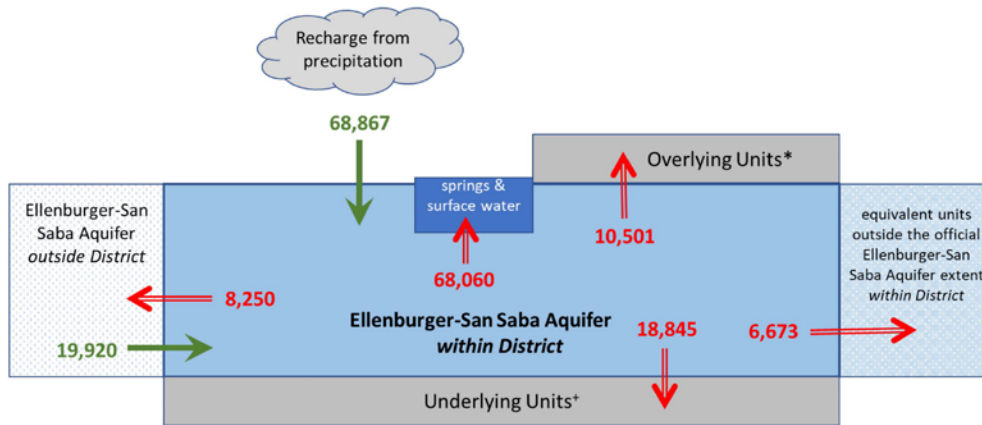 Recharge from
precipitation
68,867
Overlying Units*
springs &
surface water
10,501
Ellenburger-San
Saba Aquifer
outside District
equivalent units
outside the official
Ellenburger-San
Saba Aquifer extent
within District
68,060
8,250
Ellenburger-San Saba Aquifer
within District
18,845
6,673
19,920
Underlying Units⁺